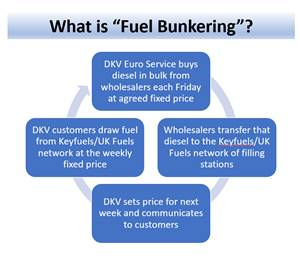 What is “Fuel Bunkering”?
DKV Euro Service buys
diesel in bulk from
wholesalers each Friday
at agreed fixed price
Wholesalers transfer that
diesel to the Keyfuels/UK
Fuels network of filling
stations
DKV sets price for next
week and communicates
to customers
DKV customers draw fuel
from Keyfuels/UK Fuels
network at the weekly
fixed price